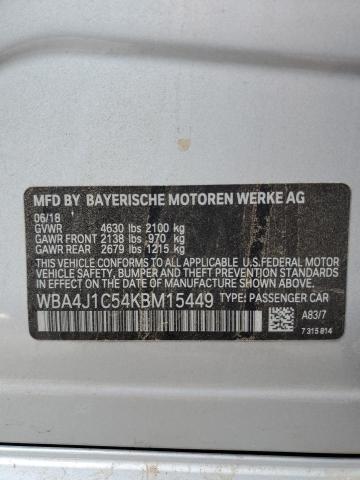 MFD BY BAYERISCHE MOTOREN WERKE AG
06/18
GVWR 4630 lbs 2100 kg
GAWR FRONT 2138 lbs 970 kg
GAWR REAR 2679 lbs 1215 kg
THIS VEHICLE CONFORMS TO ALL APPLICABLE U.S. FEDERAL MOTOR
VEHICLE SAFETY, BUMPER, AND THEFT PREVENTION STANDARDS
IN EFFECT ON THE DATE OF MANUFACTURE SHOWN ABOVE.
WBA4J1C54KBM15449 TYPE: PASSENGER CAR
A83/7
7 315 814